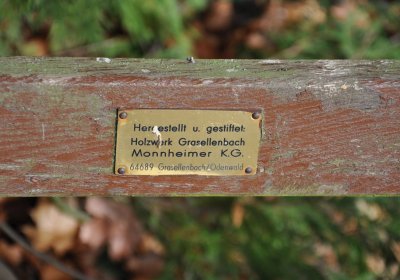 Hergestellt u. gestiftet:
Holzwerk Grasellenbach
Monnheimer K.G.
64689 Grasellenbach/Odenwald